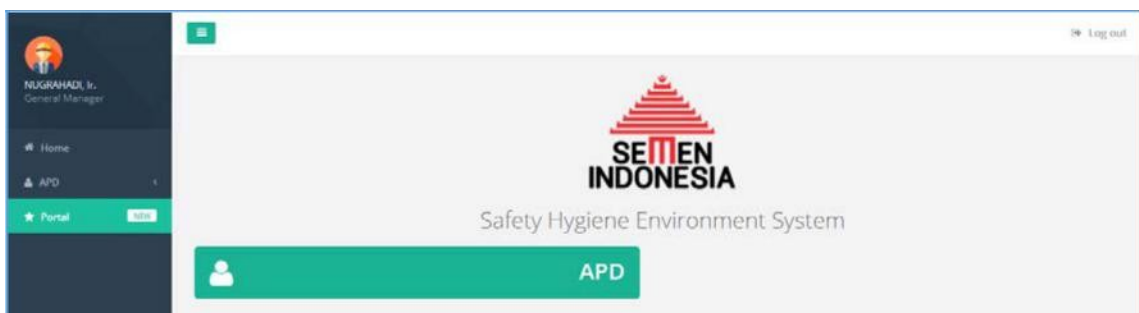 Log out
NUGRAHADI, Ir.
General Manager
Home
APD
Portal NEW
SEMEN
INDONESIA
Safety Hygiene Environment System
APD